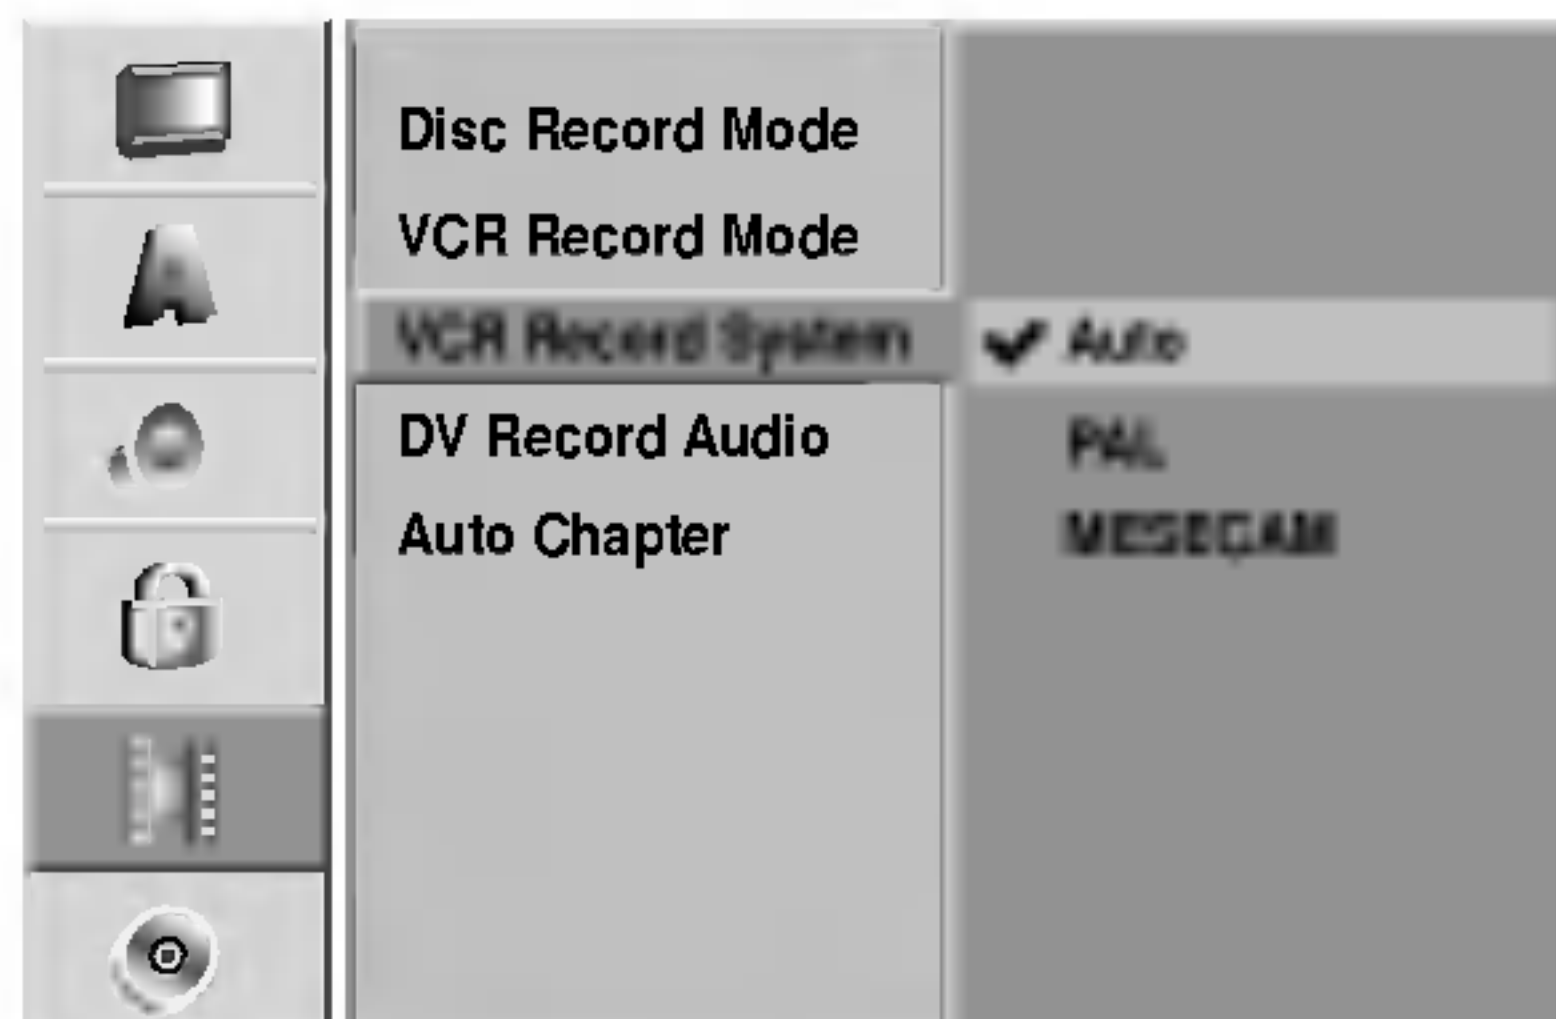 Disc Record Mode
VCR Record Mode
VCR Record System
Auto
DV Record Audio
PAL
Auto Chapter
MESECAM